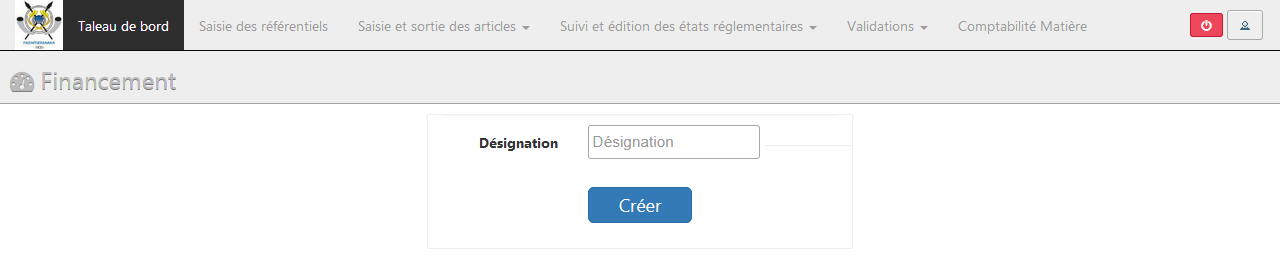 Taleau de bord
Saisie des référentiels
Saisie et sortie des articles
Suivi et édition des états réglementaires
Validations
Comptabilité Matière
Financement
Désignation
Désignation
Créer